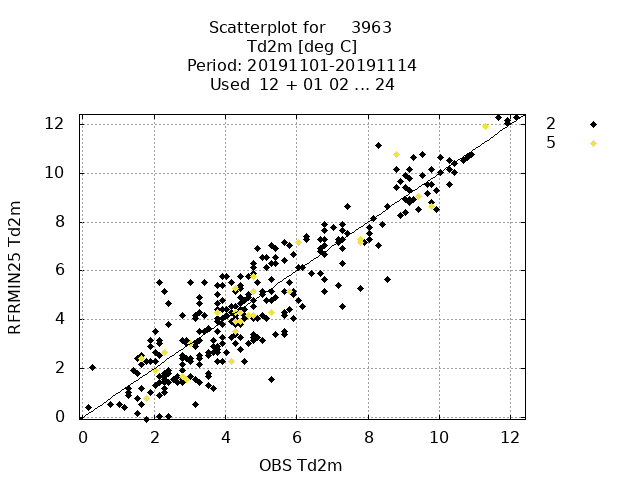 Scatterplot for 3963
Td2m [deg C]
Period: 20191101-20191114
Used 12 + 01 02 ... 24
2
5
RFRMIN25 Td2m
12
10
8
6
4
2
0
0 2 4 6 8 10 12
OBS Td2m